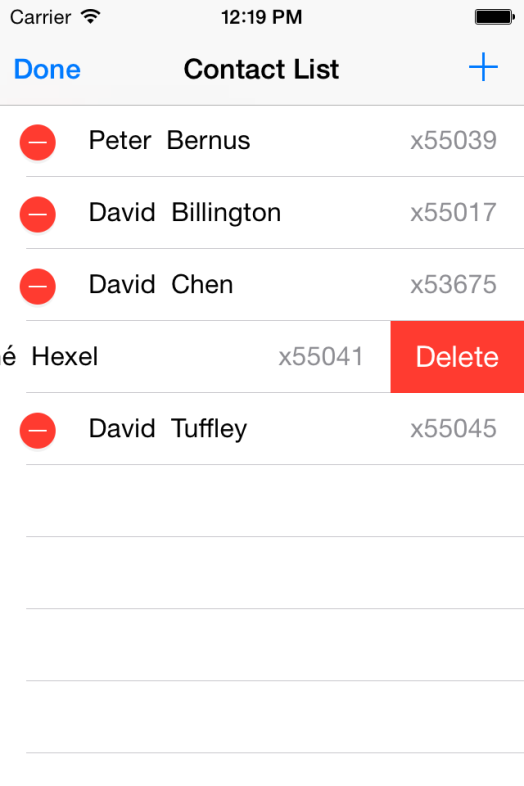 Carrier 12:19 PM
Done Contact List +
Peter Bernus x55039
David Billington x55017
David Chen x53675
é Hexel x55041 Delete
David Tuffley x55045